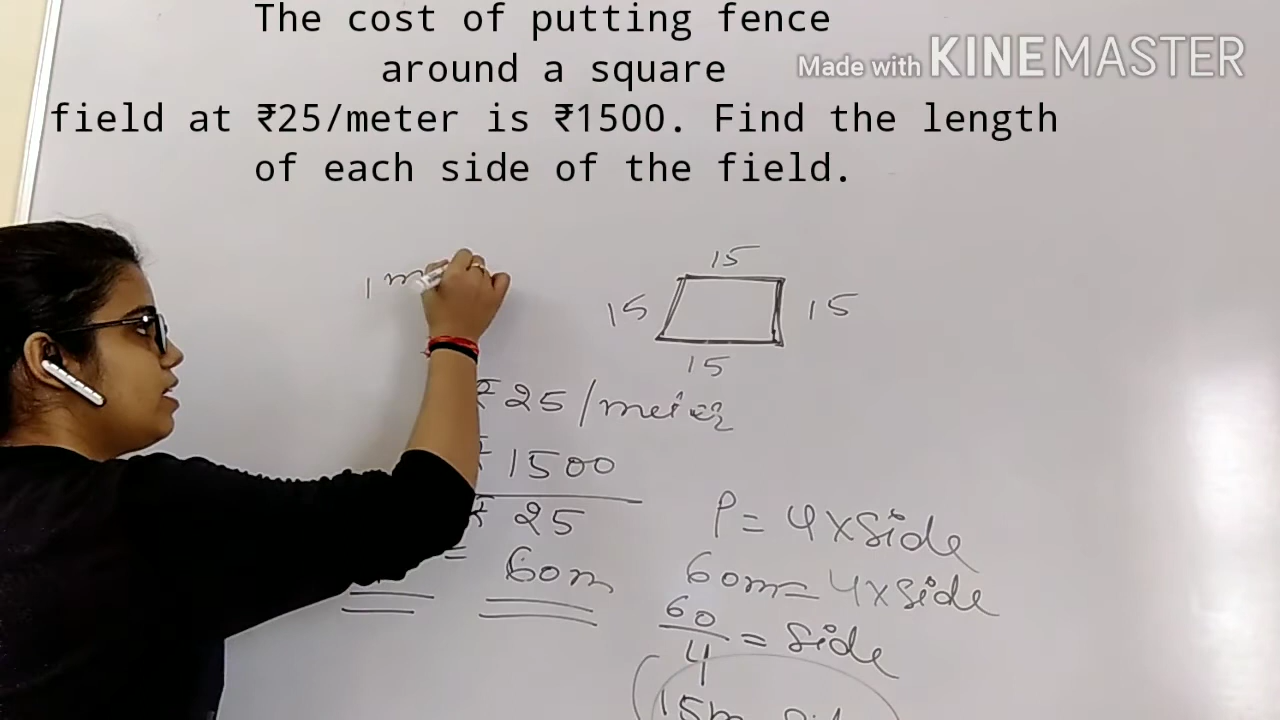 The cost of putting fence
around a square
Made with KINEMASTER
field at ₹25/meter is ₹1500. Find the length
of each side of the field.
1 m
15
15
15
15
₹ 25/meter
₹ 1500
₹ 25
= 60m
P = 4 x Side
60m = 4 x Side
60
4
= Side
15m